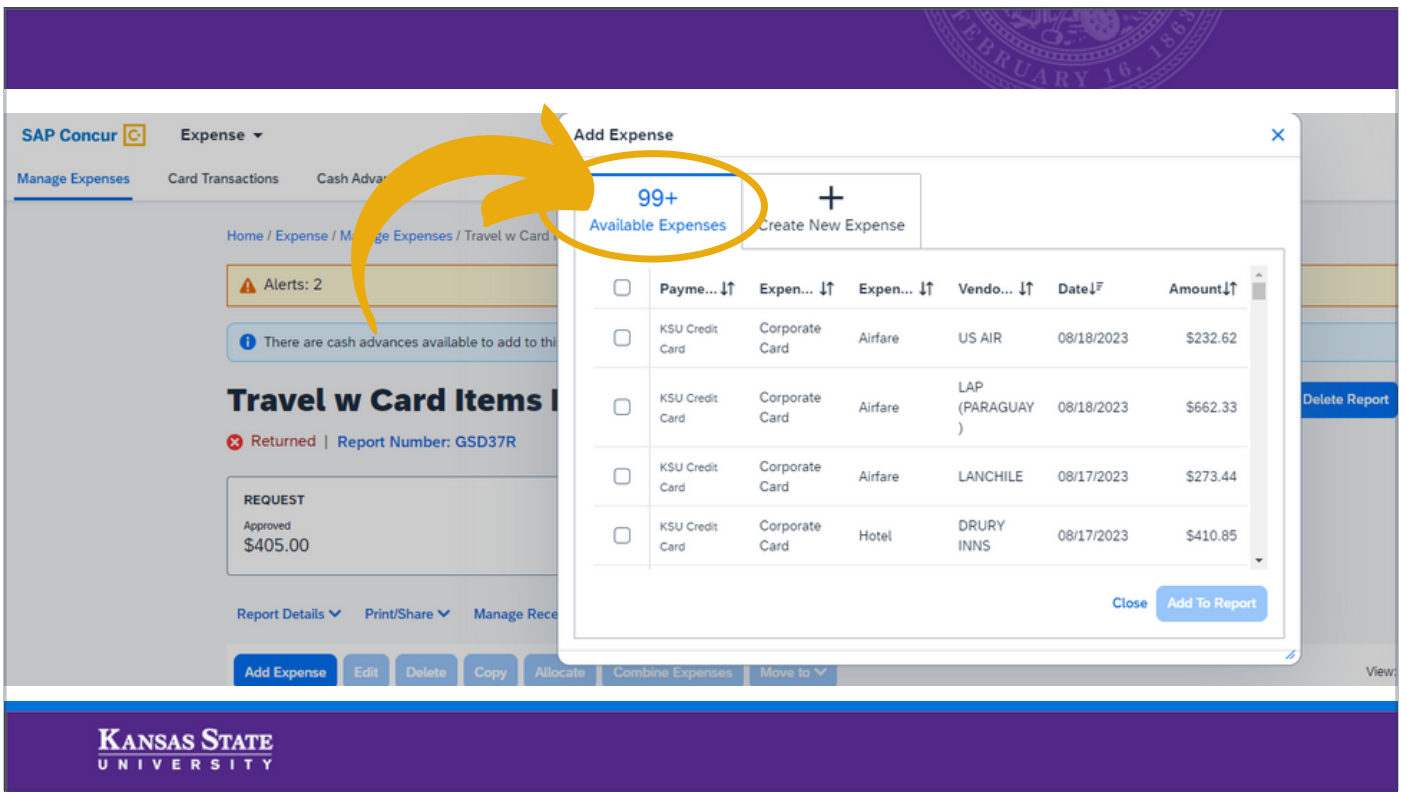 FEBRUARY 16, 1863
SAP Concur
Expense
Manage Expenses Card Transactions
Home / Expense / Manage Expenses / Travel w Card
Alerts: 2
There are cash advances available to add to
Travel w Card Items
Returned | Report Number: GSD37R
REQUEST
Approved
$405.00
Report Details Print/Share Manage
Add Expense Edit Delete Copy Allocate Combine Expenses Move to
View:
Delete Report
Add Expense
99+
Available Expenses
+
Create New Expense
Payme... Expen... Expen... Vendo... Date Amount
KSU Credit Card Corporate Card Airfare US AIR 08/18/2023 $232.62
KSU Credit Card Corporate Card Airfare LAP (PARAGUAY) 08/18/2023 $662.33
KSU Credit Card Corporate Card Airfare LANCHILE 08/17/2023 $273.44
KSU Credit Card Corporate Card Hotel DRURY INNS 08/17/2023 $410.85
Close Add To Report
KANSAS STATE
UNIVERSITY